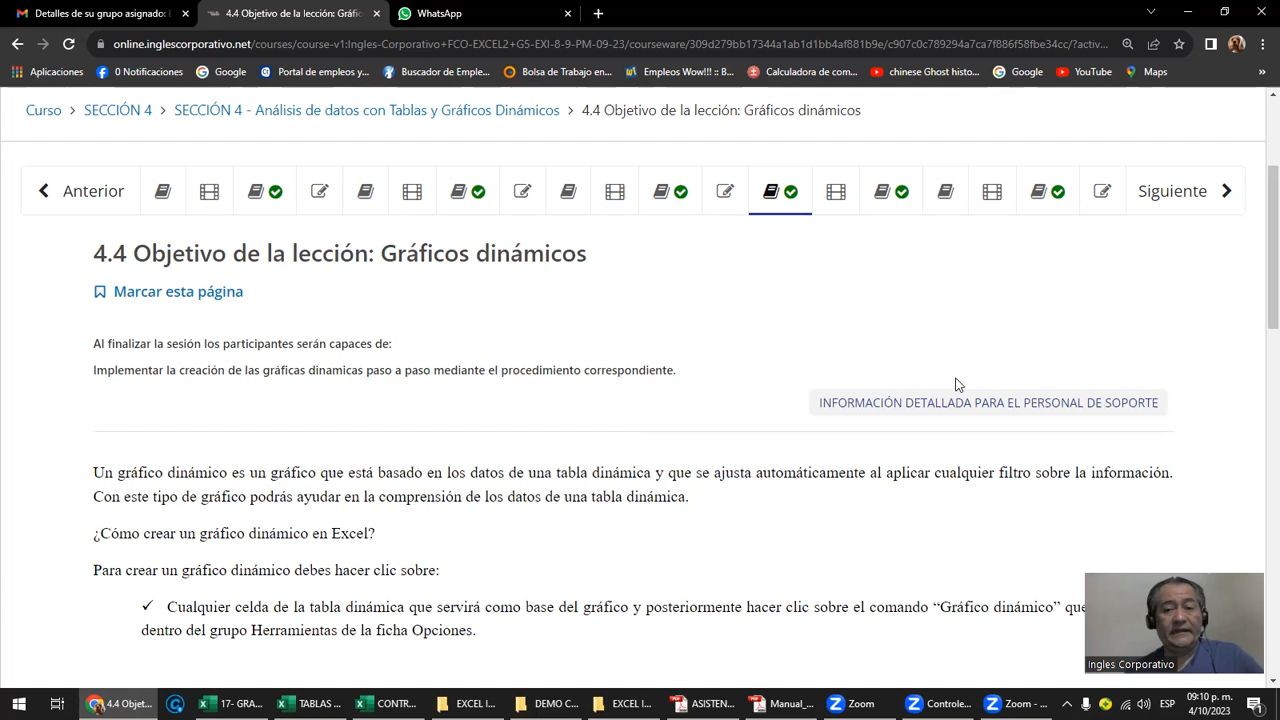 Detalles de su grupo asignado:
4.4 Objetivo de la lección: Gráfic
WhatsApp
online.inglescorporativo.net/courses/course-v1:Ingles-Corporativo+FCO-EXCEL2+G5-EXI-8-9-PM-09-23/courseware/309d279bb17344a1ab1d1bb4af881b9e/c907c0c789294a7ca7f886f58fbe34cc/?activ...
Aplicaciones
0 Notificaciones
Google
Portal de empleos y...
Buscador de Emple...
Bolsa de Trabajo en...
Empleos Wow!!! :: B...
Calculadora de com...
chinese Ghost histo...
Google
YouTube
Maps
»
Curso > SECCIÓN 4 > SECCIÓN 4 - Análisis de datos con Tablas y Gráficos Dinámicos > 4.4 Objetivo de la lección: Gráficos dinámicos
Anterior
Siguiente
4.4 Objetivo de la lección: Gráficos dinámicos
Marcar esta página
Al finalizar la sesión los participantes serán capaces de:
Implementar la creación de las gráficas dinamicas paso a paso mediante el procedimiento correspondiente.
INFORMACIÓN DETALLADA PARA EL PERSONAL DE SOPORTE
Un gráfico dinámico es un gráfico que está basado en los datos de una tabla dinámica y que se ajusta automáticamente al aplicar cualquier filtro sobre la información.
Con este tipo de gráfico podrás ayudar en la comprensión de los datos de una tabla dinámica.
¿Cómo crear un gráfico dinámico en Excel?
Para crear un gráfico dinámico debes hacer clic sobre:
✓ Cualquier celda de la tabla dinámica que servirá como base del gráfico y posteriormente hacer clic sobre el comando “Gráfico dinámico” que
dentro del grupo Herramientas de la ficha Opciones.
Ingles Corporativo
4.4 Objet...
17- GRA...
TABLAS ...
CONTR...
EXCEL I...
DEMO C...
EXCEL I...
ASISTEN...
Manual_...
Zoom
Controle...
Zoom - ...
ESP
09:10 p. m.
4/10/2023